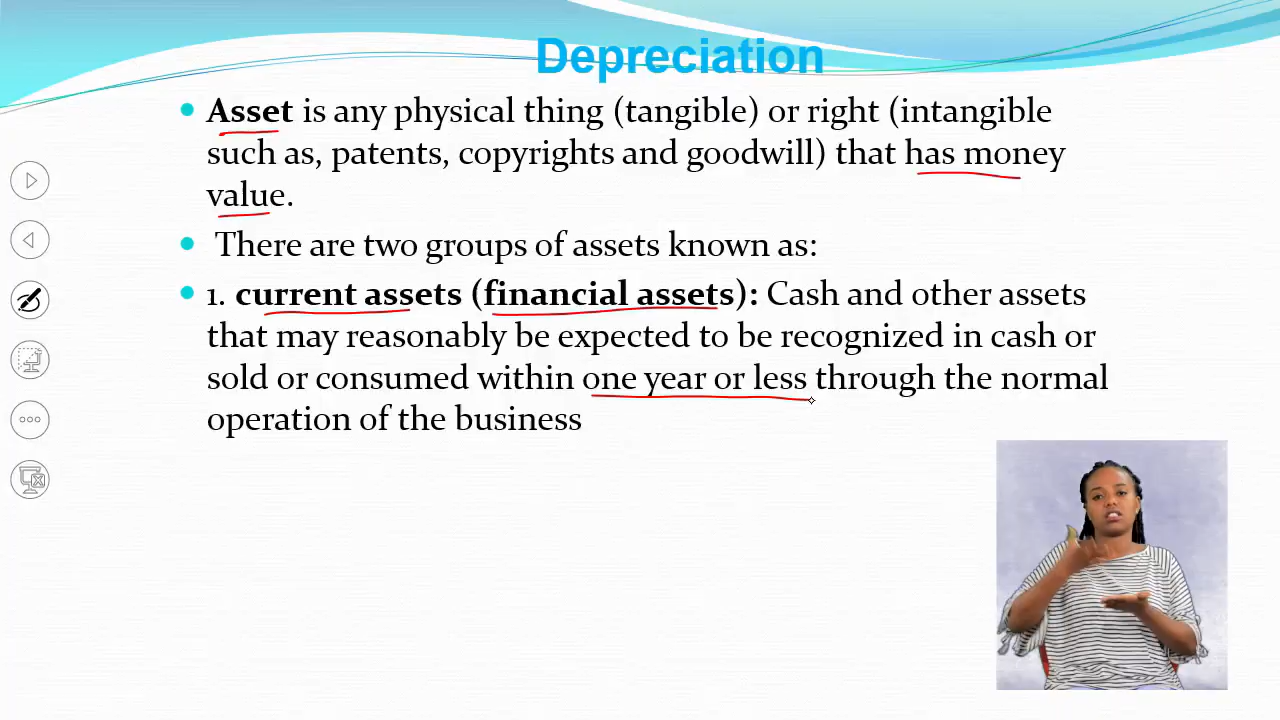 Depreciation
• Asset is any physical thing (tangible) or right (intangible
such as, patents, copyrights and goodwill) that has money
value.
• There are two groups of assets known as:
• 1. current assets (financial assets): Cash and other assets
that may reasonably be expected to be recognized in cash or
sold or consumed within one year or less through the normal
operation of the business